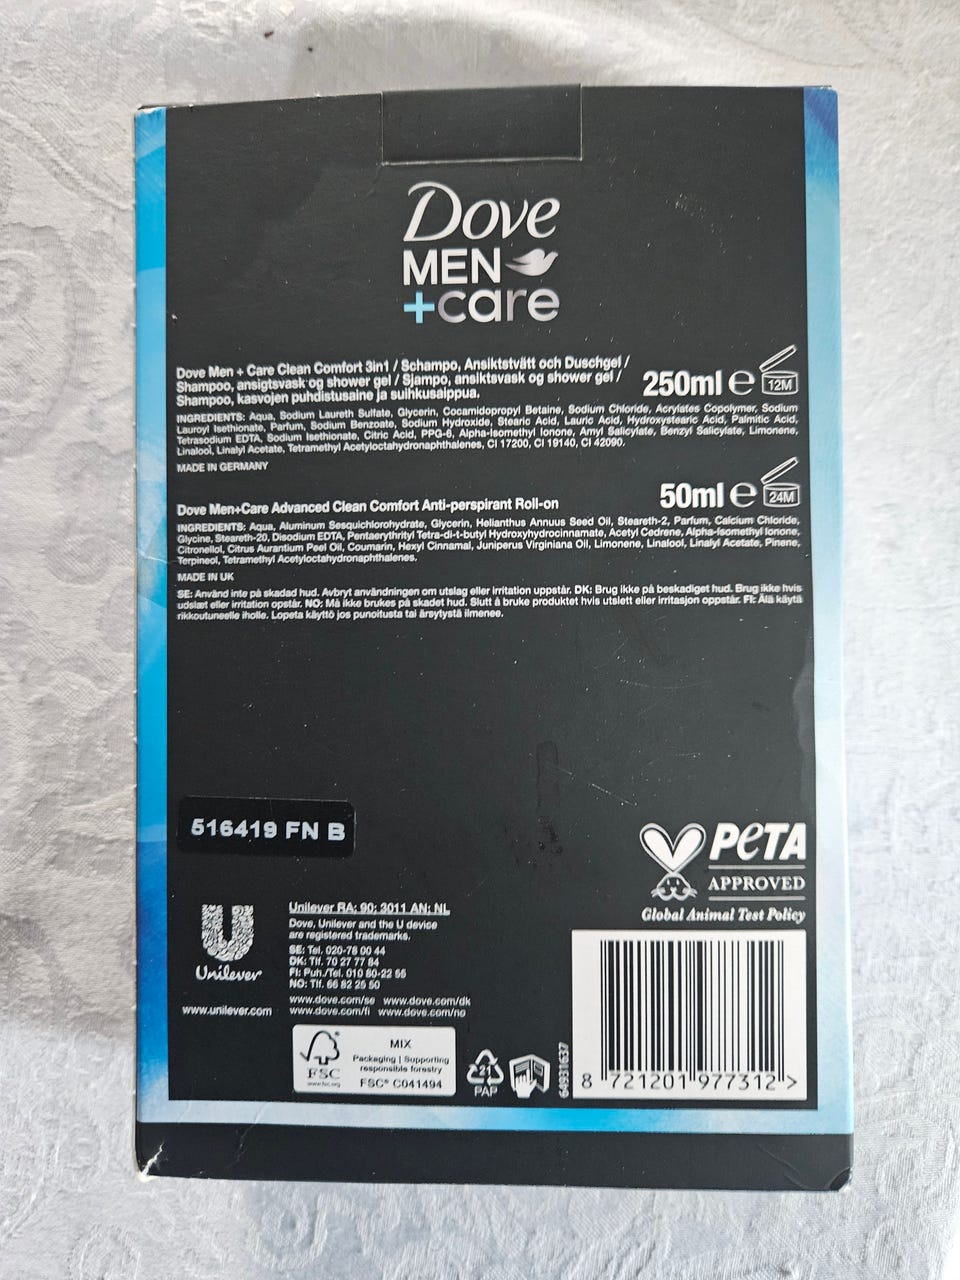 Dove
MEN
+care
Dove Men + Care Clean Comfort 3in1 / Schampo, Ansiktstvätt och Duschgel /
Shampoo, ansigtsvask og shower gel / Sjampo, ansiktsvask og shower gel /
Shampoo, kasvojen puhdistusaine ja suihkusaippua.
250ml e 12M
INGREDIENTS: Aqua, Sodium Laureth Sulfate, Glycerin, Cocamidopropyl Betaine, Sodium Chloride, Acrylates Copolymer, Sodium
Lauroyl Isethionate, Parfum, Sodium Benzoate, Sodium Hydroxide, Stearic Acid, Lauric Acid, Hydroxystearic Acid, Palmitic Acid,
Tetrasodium EDTA, Sodium Isethionate, Citric Acid, PPG-6, Alpha-Isomethyl Ionone, Amyl Salicylate, Benzyl Salicylate, Limonene,
Linalool, Linalyl Acetate, Tetramethyl Acetyloctahydronaphthalenes, CI 17200, CI 19140, CI 42090.
MADE IN GERMANY
Dove Men+Care Advanced Clean Comfort Anti-perspirant Roll-on
50ml e 24M
INGREDIENTS: Aqua, Aluminum Sesquichlorohydrate, Glycerin, Helianthus Annuus Seed Oil, Steareth-2, Parfum, Calcium Chloride,
Glycine, Steareth-20, Disodium EDTA, Pentaerythrityl Tetra-di-t-butyl Hydroxyhydrocinnamate, Acetyl Cedrene, Alpha-Isomethyl Ionone,
Citronellol, Citrus Aurantium Peel Oil, Coumarin, Hexyl Cinnamal, Juniperus Virginiana Oil, Limonene, Linalool, Linalyl Acetate, Pinene,
Terpineol, Tetramethyl Acetyloctahydronaphthalenes.
MADE IN UK
SE: Använd inte på skadad hud. Avbryt användningen om utslag eller irritation uppstår. DK: Brug ikke på beskadiget hud. Brug ikke hvis
udslæt eller irritation opstår. NO: Må ikke brukes på skadet hud. Slutt å bruke produktet hvis utslett eller irritasjon oppstår. FI: Älä käytä
rikkoutuneelle iholle. Lopeta käyttö jos punoitusta tai ärsytystä ilmenee.
516419 FN B
PETA
APPROVED
Global Animal Test Policy
Unilever
www.unilever.com
Unilever RA; 90; 3011 AN; NL
Dove, Unilever and the U device
are registered trademarks.
SE: Tel. 020-78 00 44
DK: Tlf. 70 27 77 84
FI: Puh./Tel. 010 80-22 55
NO: Tlf. 66 82 25 50
www.dove.com/se www.dove.com/dk
www.dove.com/fi www.dove.com/no
FSC
www.fsc.org
MIX
Packaging | Supporting
responsible forestry
FSC® C041494
21
PAP
64931637
8 721201 977312 >